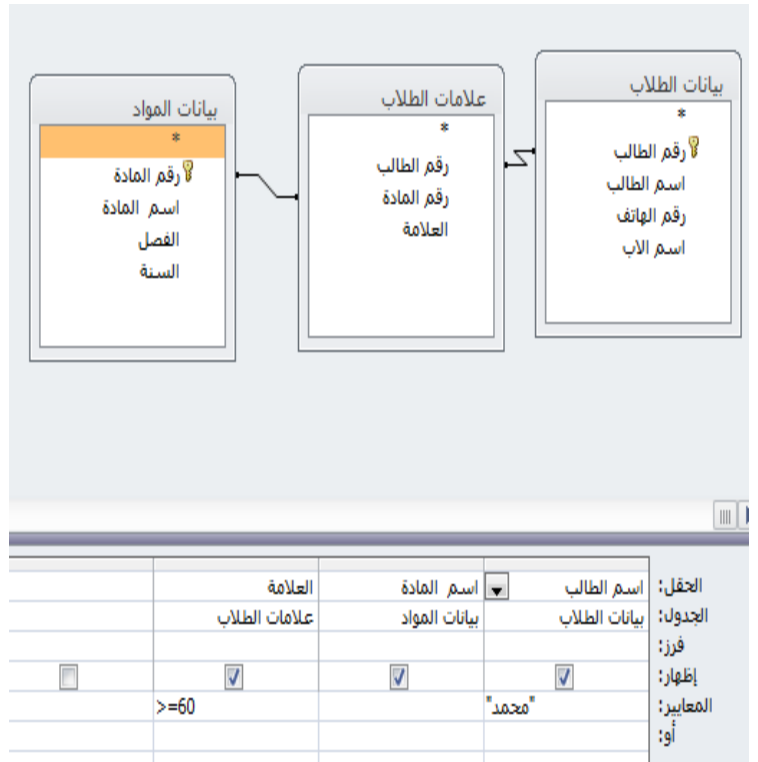 بيانات الطلاب
*
رقم الطالب
اسم الطالب
رقم الهاتف
اسم الاب
علامات الطلاب
*
رقم الطالب
رقم المادة
العلامة
بيانات المواد
*
رقم المادة
اسم المادة
الفصل
السنة
الحقل: اسم الطالب اسم المادة العلامة
الجدول: بيانات الطلاب بيانات المواد علامات الطلاب
فرز:
إظهار:
المعايير: "محمد" >=60
أو: